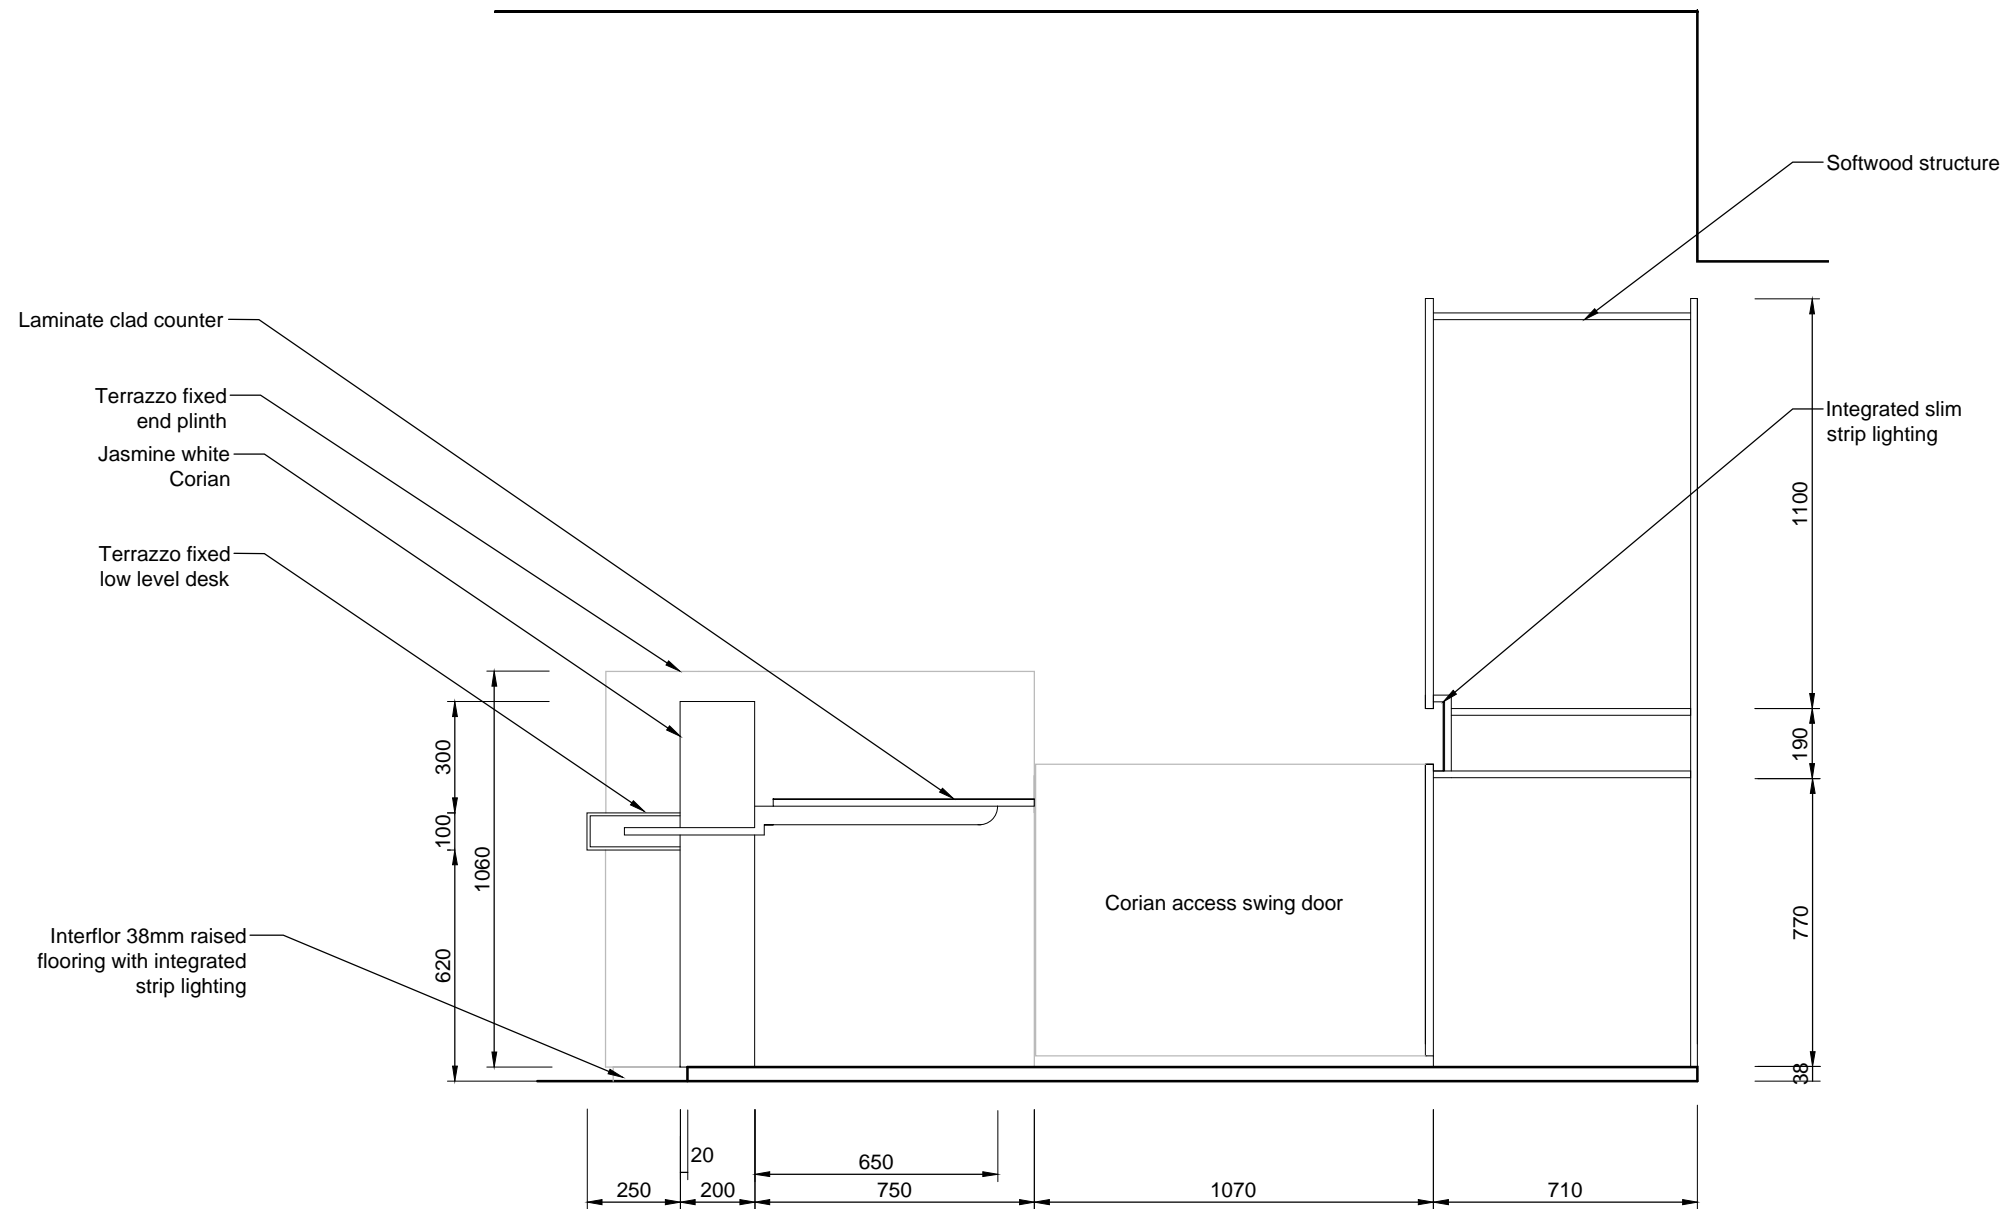 Softwood structure
Laminate clad counter
Terrazzo fixed
end plinth
Integrated slim
strip lighting
Jasmine white
Corian
Terrazzo fixed
low level desk
1100
190
300
100
1060
770
Corian access swing door
620
Interflor 38mm raised
flooring with integrated
strip lighting
38
20
650
250
200
750
1070
710